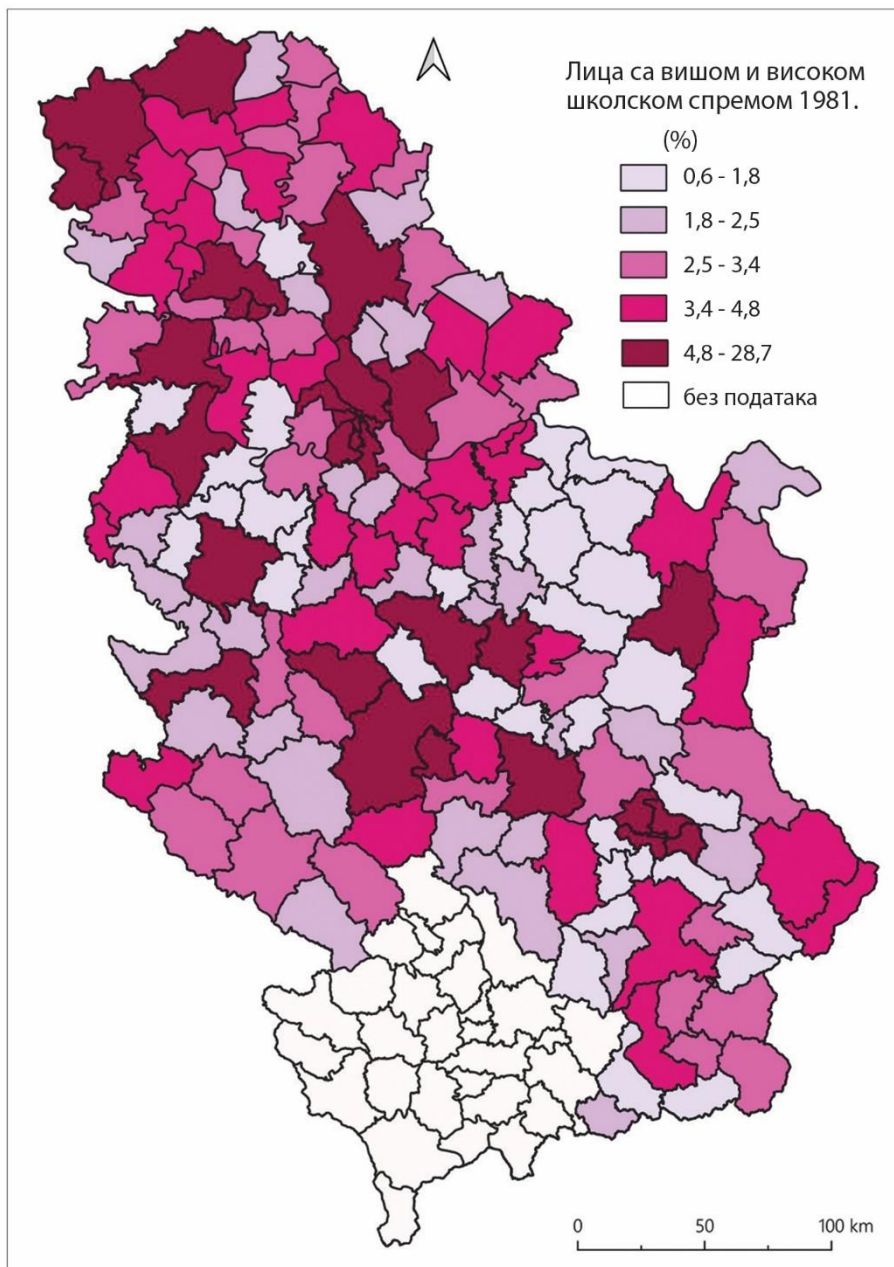 Лица са вишом и високом
школском спремом 1981.
(%)
0,6 - 1,8
1,8 - 2,5
2,5 - 3,4
3,4 - 4,8
4,8 - 28,7
без података
0 50 100 km